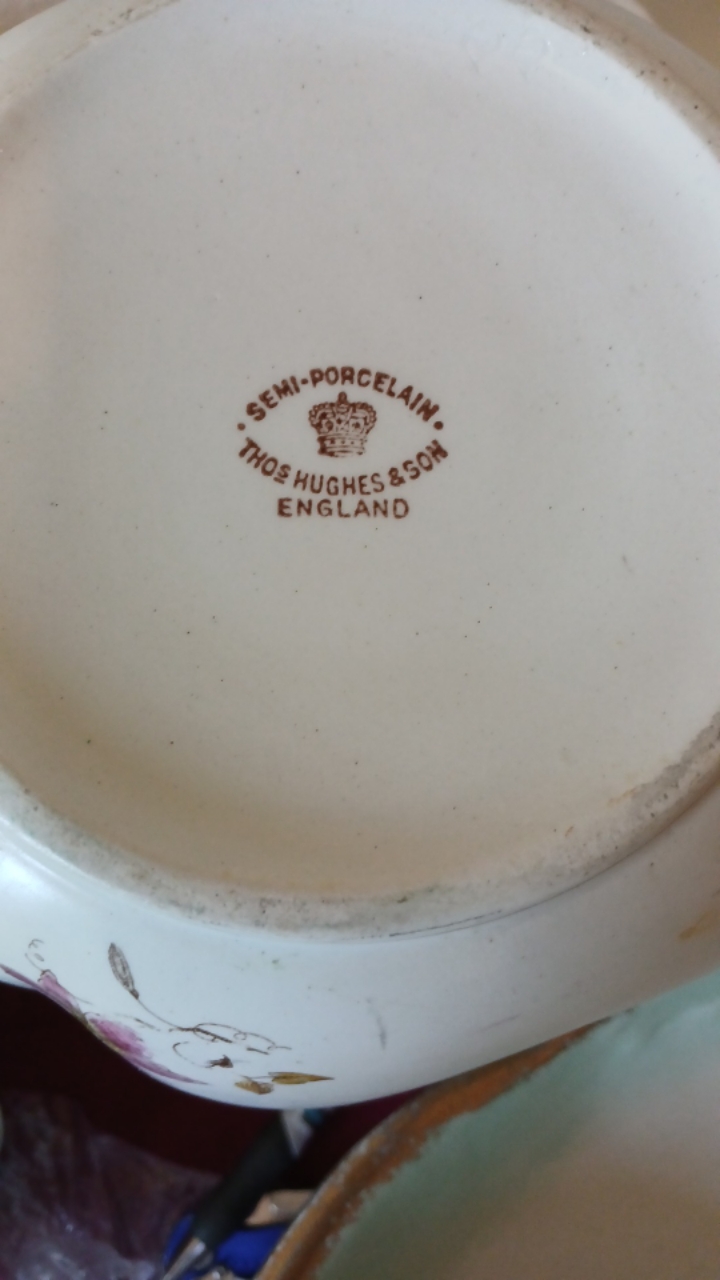 • SEMI-PORCELAIN •
THOS HUGHES & SON
ENGLAND